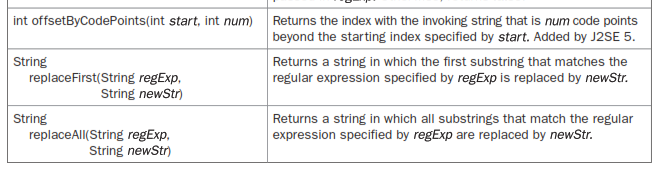 int offsetByCodePoints(int start, int num)
Returns the index with the invoking string that is num code points
beyond the starting index specified by start. Added by J2SE 5.
String
replaceFirst(String regExp,
String newStr)
Returns a string in which the first substring that matches the
regular expression specified by regExp is replaced by newStr.
String
replaceAll(String regExp,
String newStr)
Returns a string in which all substrings that match the regular
expression specified by regExp are replaced by newStr.